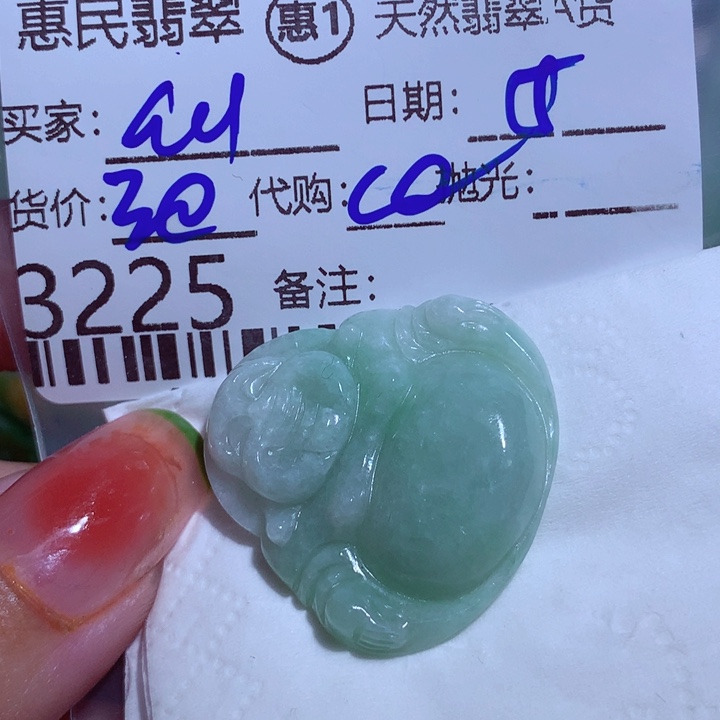 惠民翡翠 惠1 天然翡翠A货
买家: 日期:
货价: 30 代购: 抛光:
3225 备注: